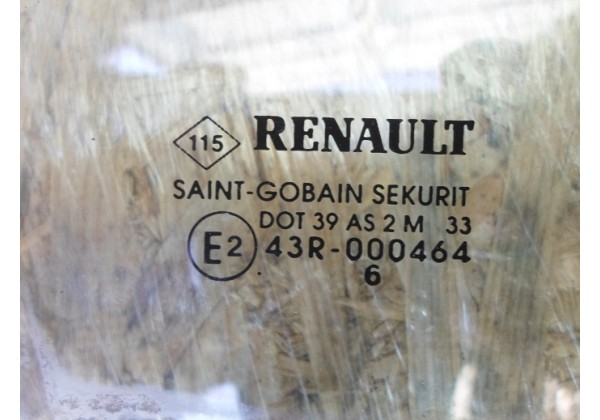 115 RENAULT
SAINT-GOBAIN SEKURIT
DOT 39 AS 2 M 33
E2 43R-000464
6